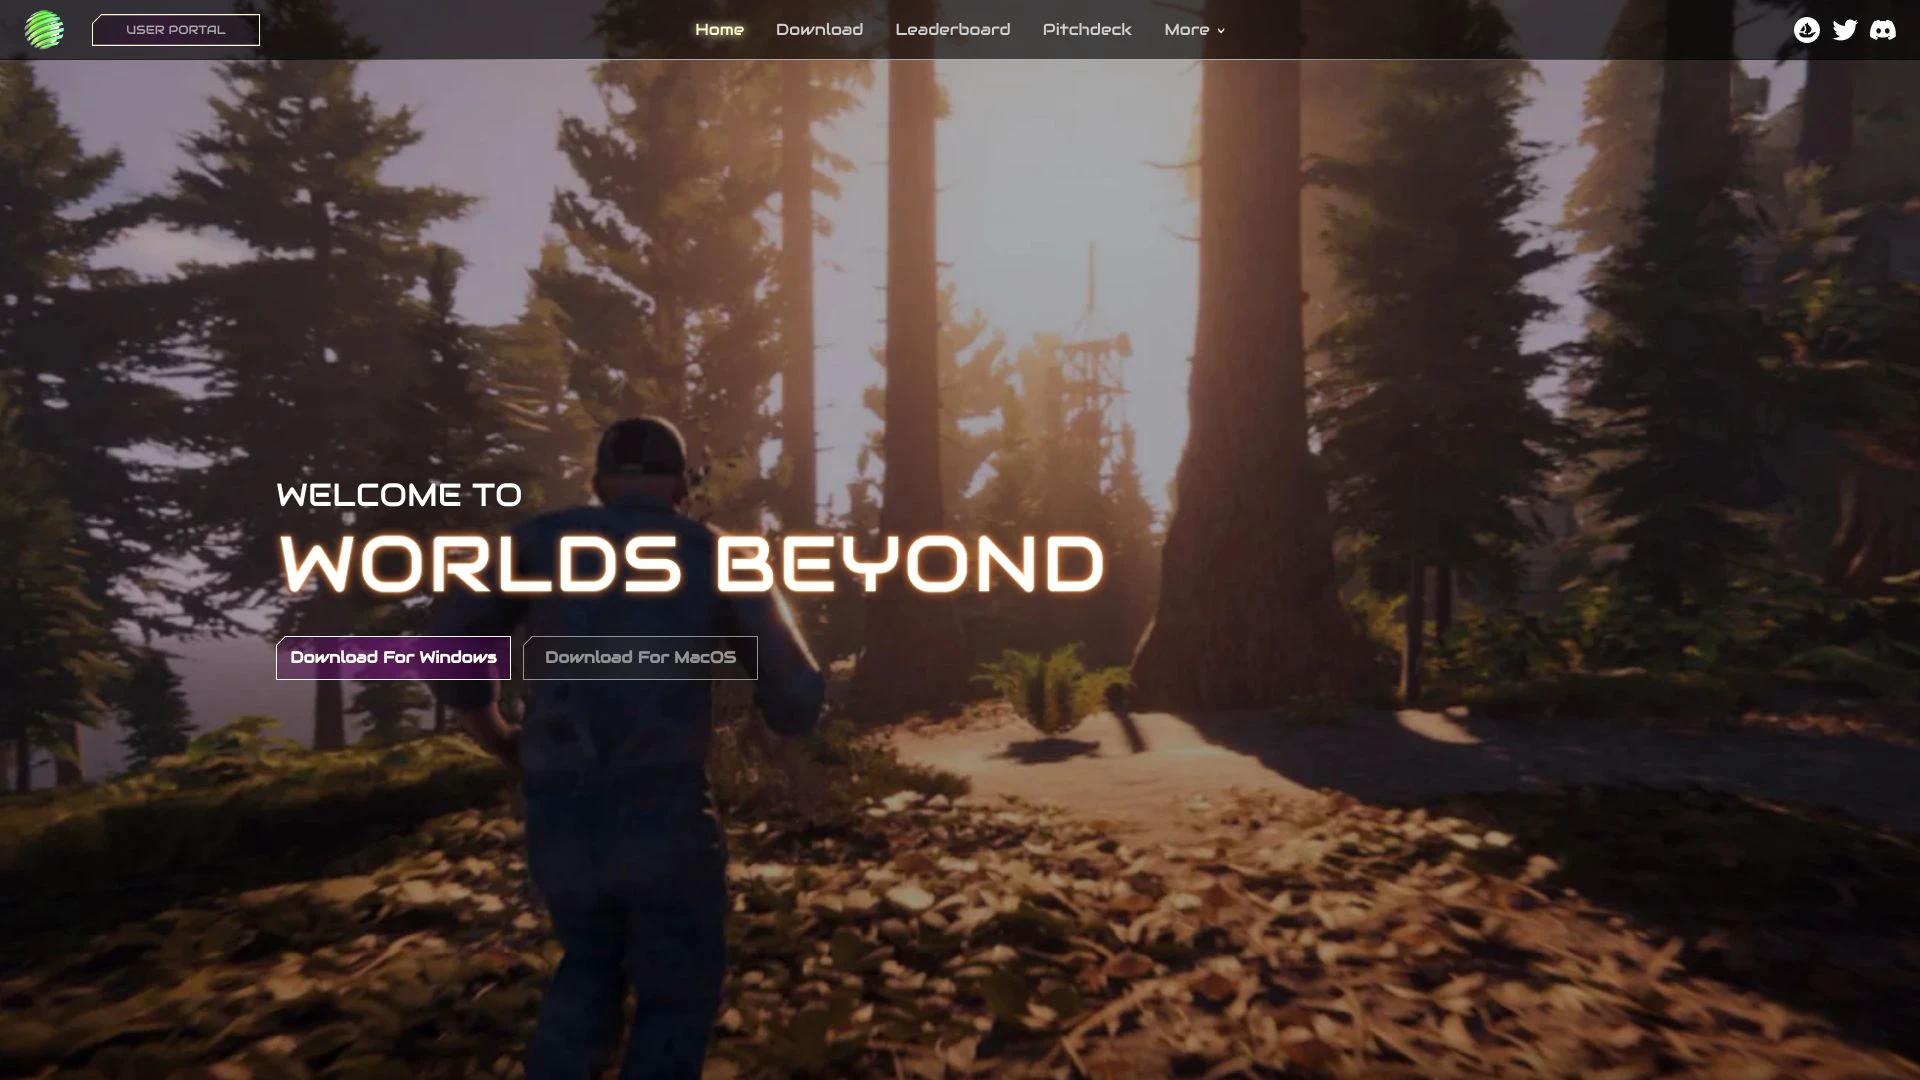 USER PORTAL
Home
Download
Leaderboard
Pitchdeck
More
WELCOME TO
WORLDS BEYOND
Download For Windows
Download For MacOS